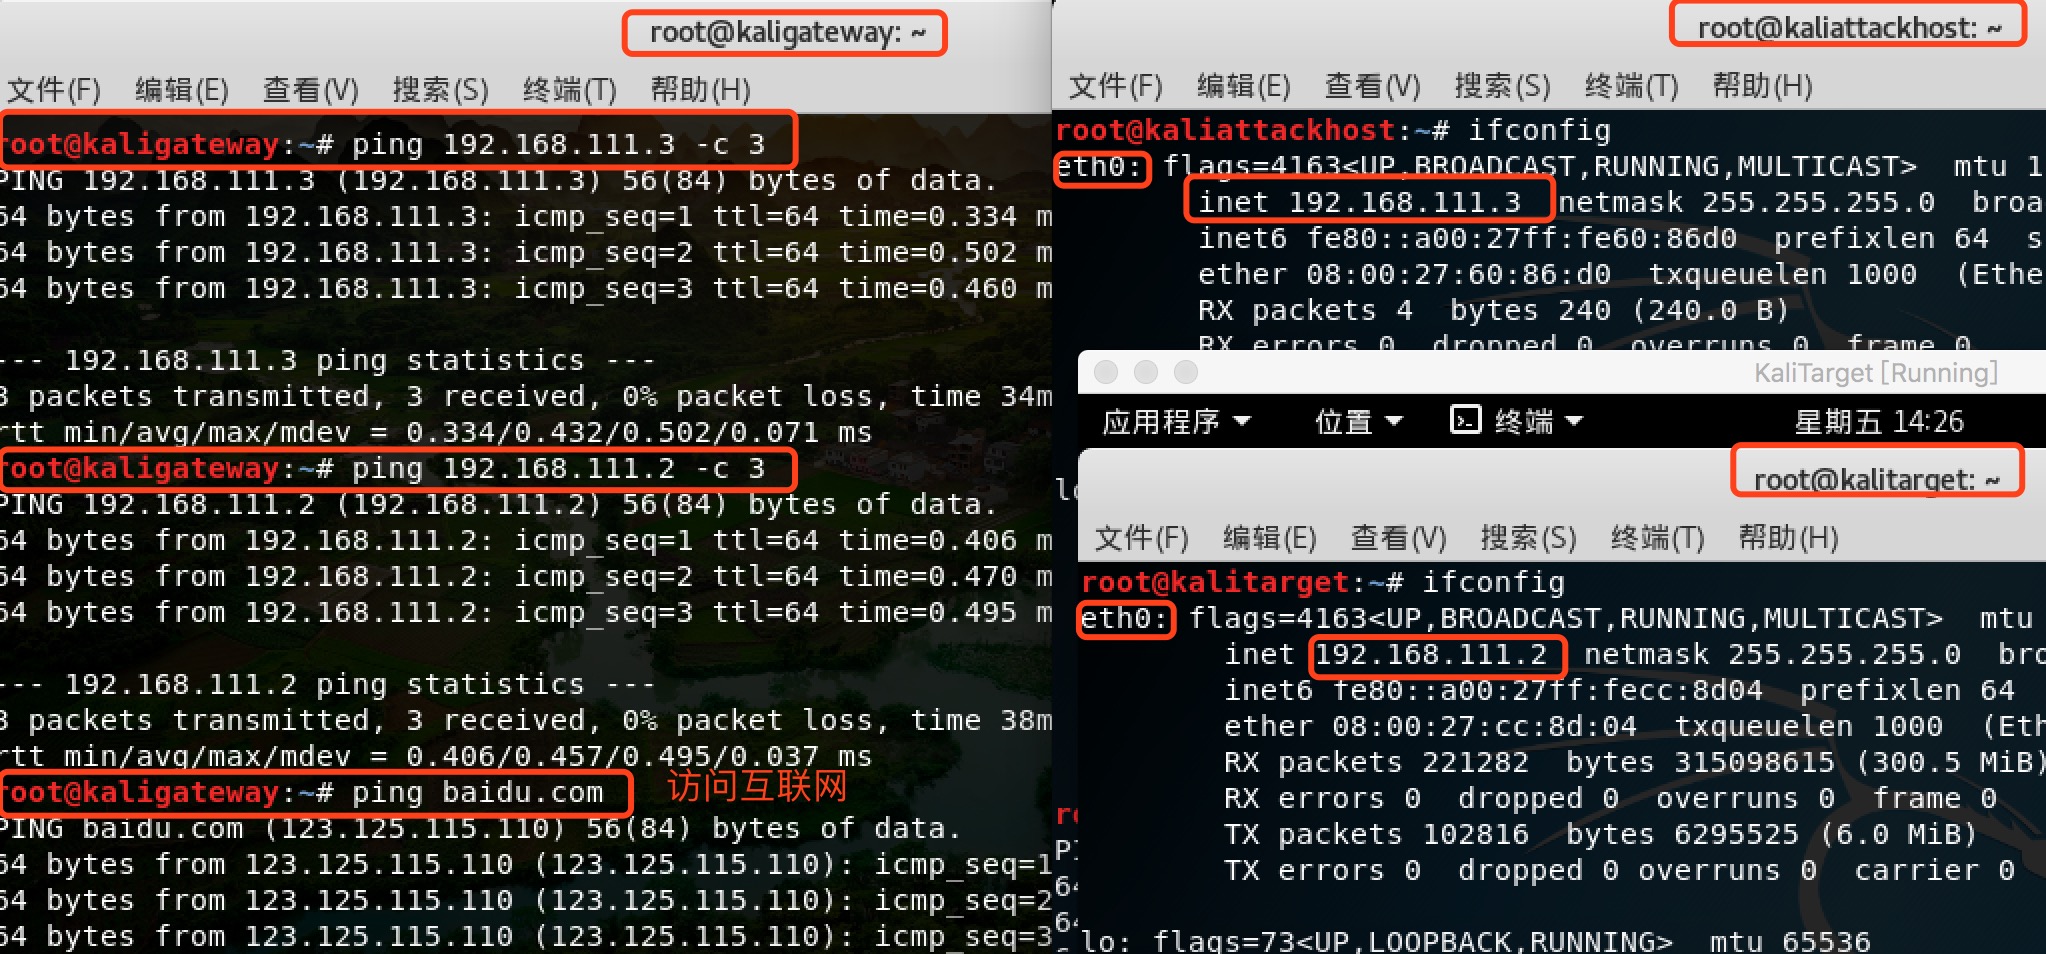 root@kaligateway: ~
文件(F) 编辑(E) 查看(V) 搜索(S) 终端(T) 帮助(H)
root@kaligateway:~# ping 192.168.111.3 -c 3
PING 192.168.111.3 (192.168.111.3) 56(84) bytes of data.
64 bytes from 192.168.111.3: icmp_seq=1 ttl=64 time=0.334 m
64 bytes from 192.168.111.3: icmp_seq=2 ttl=64 time=0.502 m
64 bytes from 192.168.111.3: icmp_seq=3 ttl=64 time=0.460 m
--- 192.168.111.3 ping statistics ---
3 packets transmitted, 3 received, 0% packet loss, time 34m
rtt min/avg/max/mdev = 0.334/0.432/0.502/0.071 ms
root@kaligateway:~# ping 192.168.111.2 -c 3
PING 192.168.111.2 (192.168.111.2) 56(84) bytes of data.
64 bytes from 192.168.111.2: icmp_seq=1 ttl=64 time=0.406 m
64 bytes from 192.168.111.2: icmp_seq=2 ttl=64 time=0.470 m
64 bytes from 192.168.111.2: icmp_seq=3 ttl=64 time=0.495 m
--- 192.168.111.2 ping statistics ---
3 packets transmitted, 3 received, 0% packet loss, time 38m
rtt min/avg/max/mdev = 0.406/0.457/0.495/0.037 ms
root@kaligateway:~# ping baidu.com 访问互联网
PING baidu.com (123.125.115.110) 56(84) bytes of data.
64 bytes from 123.125.115.110 (123.125.115.110): icmp_seq=1
64 bytes from 123.125.115.110 (123.125.115.110): icmp_seq=2
64 bytes from 123.125.115.110 (123.125.115.110): icmp_seq=3
root@kaliattackhost: ~
文件(F) 编辑(E) 查看(V) 搜索(S) 终端(T) 帮助(H)
root@kaliattackhost:~# ifconfig
eth0: flags=4163<UP,BROADCAST,RUNNING,MULTICAST> mtu 1
inet 192.168.111.3 netmask 255.255.255.0 broa
inet6 fe80::a00:27ff:fe60:86d0 prefixlen 64 s
ether 08:00:27:60:86:d0 txqueuelen 1000 (Ethe
RX packets 4 bytes 240 (240.0 B)
RX errors 0 dropped 0 overruns 0 frame 0
KaliTarget [Running]
应用程序 位置 终端 星期五 14:26
root@kalitarget: ~
文件(F) 编辑(E) 查看(V) 搜索(S) 终端(T) 帮助(H)
root@kalitarget:~# ifconfig
eth0: flags=4163<UP,BROADCAST,RUNNING,MULTICAST> mtu
inet 192.168.111.2 netmask 255.255.255.0 bro
inet6 fe80::a00:27ff:fecc:8d04 prefixlen 64
ether 08:00:27:cc:8d:04 txqueuelen 1000 (Eth
RX packets 221282 bytes 315098615 (300.5 MiB)
RX errors 0 dropped 0 overruns 0 frame 0
TX packets 102816 bytes 6295525 (6.0 MiB)
TX errors 0 dropped 0 overruns 0 carrier 0
lo: flags=73<UP,LOOPBACK,RUNNING> mtu 65536